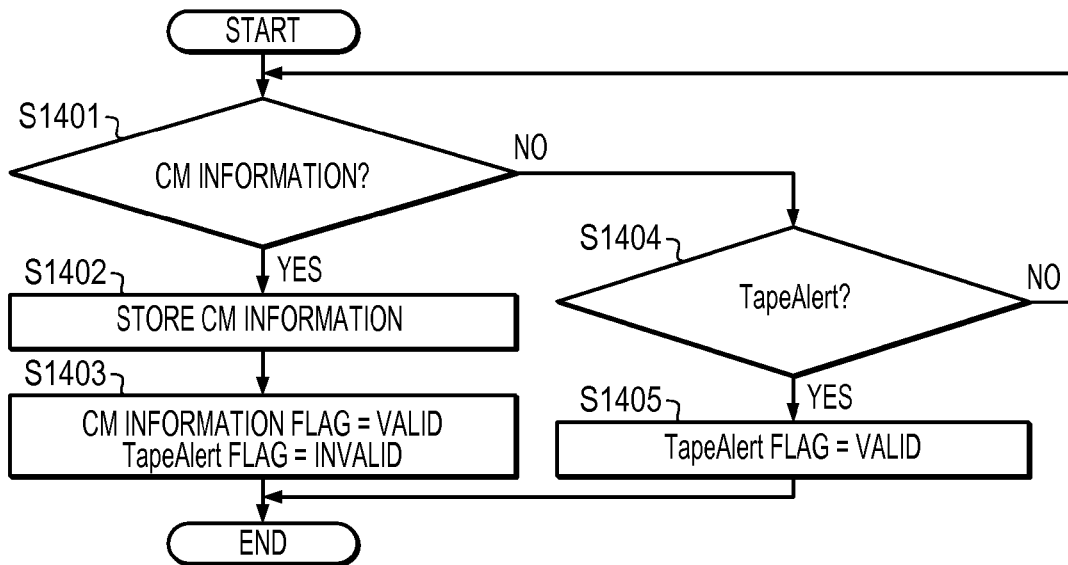 START
S1401
CM INFORMATION?
NO
S1404
TapeAlert?
NO
YES
S1402
STORE CM INFORMATION
S1403
CM INFORMATION FLAG = VALID
TapeAlert FLAG = INVALID
YES
S1405
TapeAlert FLAG = VALID
END